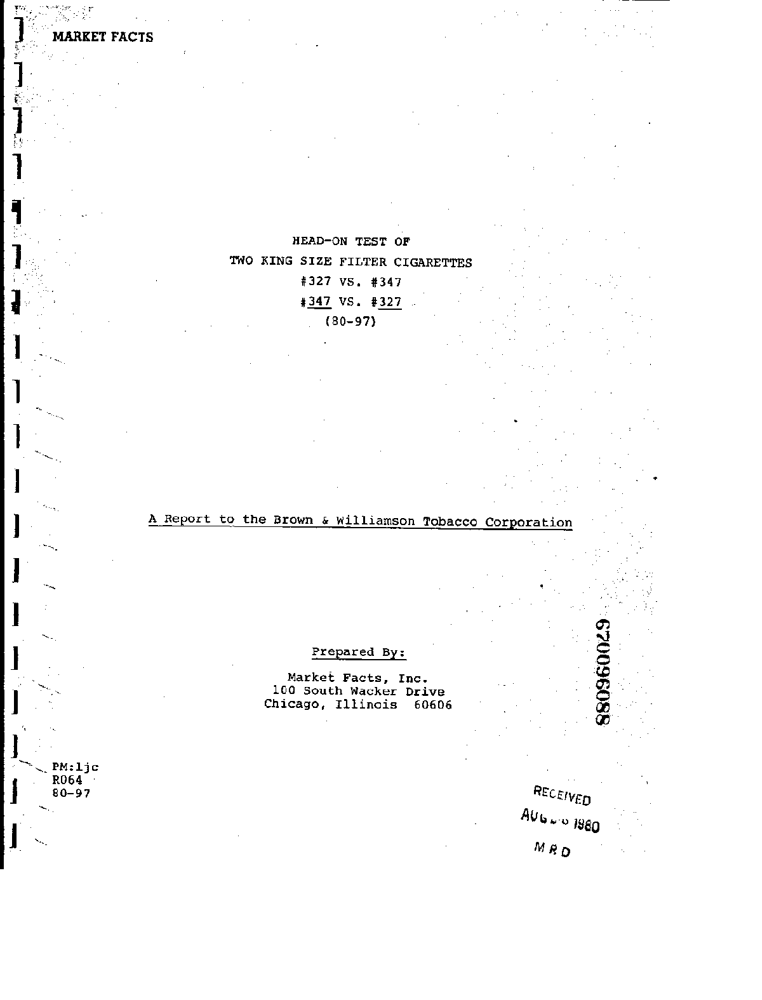 MARKET FACTS
HEAD-ON TEST OF
TWO KING SIZE FILTER CIGARETTES
#327 VS. #347
#347 VS. #327
(80-97)
A Report to the Brown & Williamson Tobacco Corporation
Prepared By:
Market Facts, Inc.
100 South Wacker Drive
Chicago, Illinois 60606
670096088
PM:ljc
R064
80-97
RECEIVED
AUG 1980
MRD